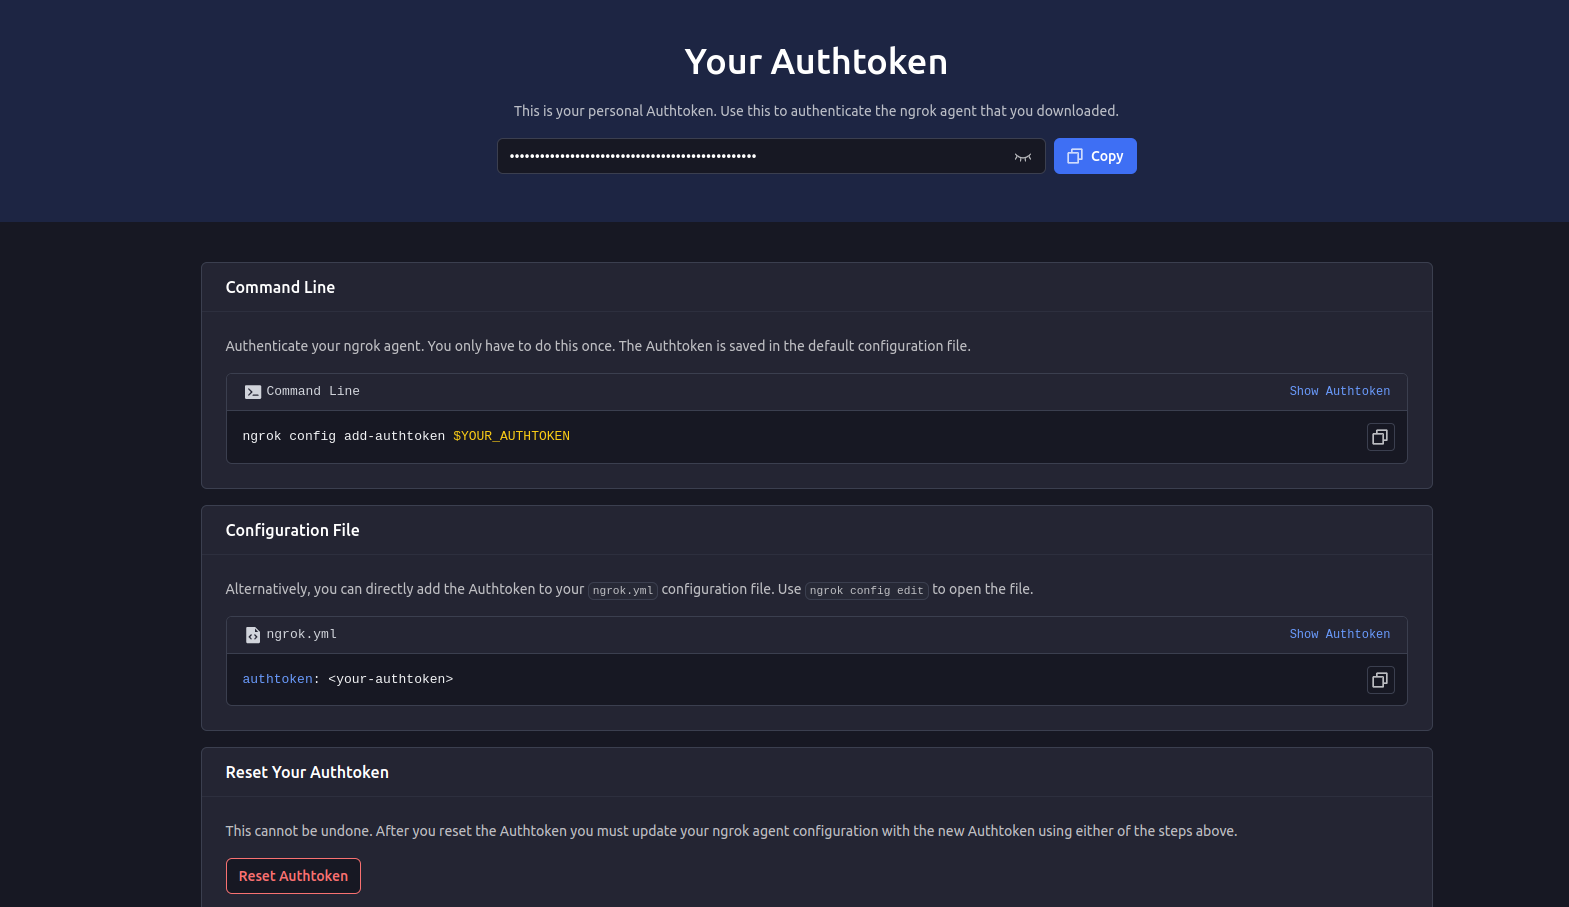 Your Authtoken
This is your personal Authtoken. Use this to authenticate the ngrok agent that you downloaded.
•••••••••••••••••••••••••••••••••••••••••••••••••
Copy
Command Line
Authenticate your ngrok agent. You only have to do this once. The Authtoken is saved in the default configuration file.
Command Line Show Authtoken
ngrok config add-authtoken $YOUR_AUTHTOKEN
Configuration File
Alternatively, you can directly add the Authtoken to your ngrok.yml configuration file. Use ngrok config edit to open the file.
ngrok.yml Show Authtoken
authtoken: <your-authtoken>
Reset Your Authtoken
This cannot be undone. After you reset the Authtoken you must update your ngrok agent configuration with the new Authtoken using either of the steps above.
Reset Authtoken